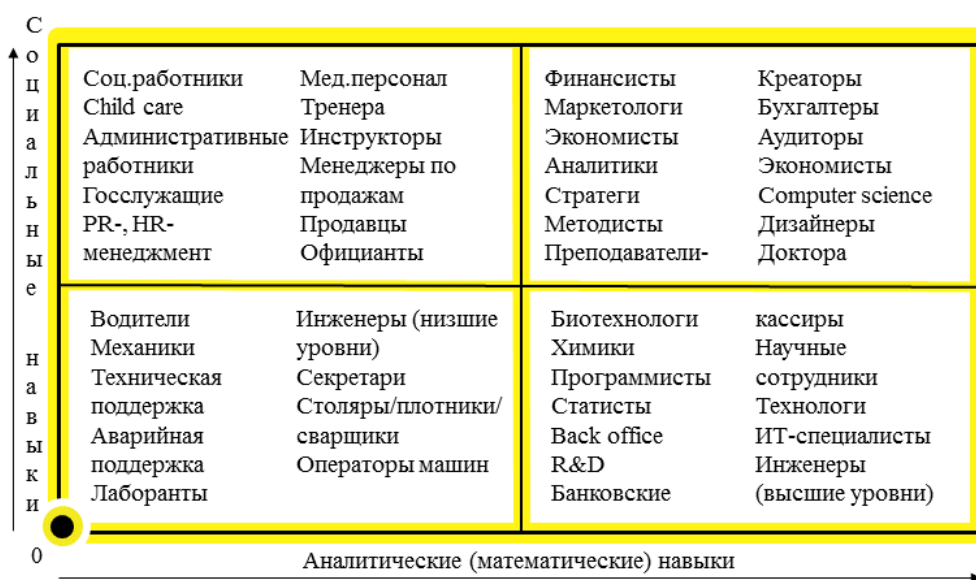 Социальные навыки
Соц.работники
Child care
Административные
работники
Госслужащие
PR-, HR-
менеджмент
Мед.персонал
Тренера
Инструкторы
Менеджеры по
продажам
Продавцы
Официанты
Финансисты
Маркетологи
Экономисты
Аналитики
Стратеги
Методисты
Преподаватели-
Креаторы
Бухгалтеры
Аудиторы
Экономисты
Computer science
Дизайнеры
Доктора
Водители
Механики
Техническая
поддержка
Аварийная
поддержка
Лаборанты
Инженеры (низшие
уровни)
Секретари
Столяры/плотники/
сварщики
Операторы машин
Биотехнологи
Химики
Программисты
Статисты
Back office
R&D
Банковские
кассиры
Научные
сотрудники
Технологи
ИТ-специалисты
Инженеры
(высшие уровни)
0
Аналитические (математические) навыки